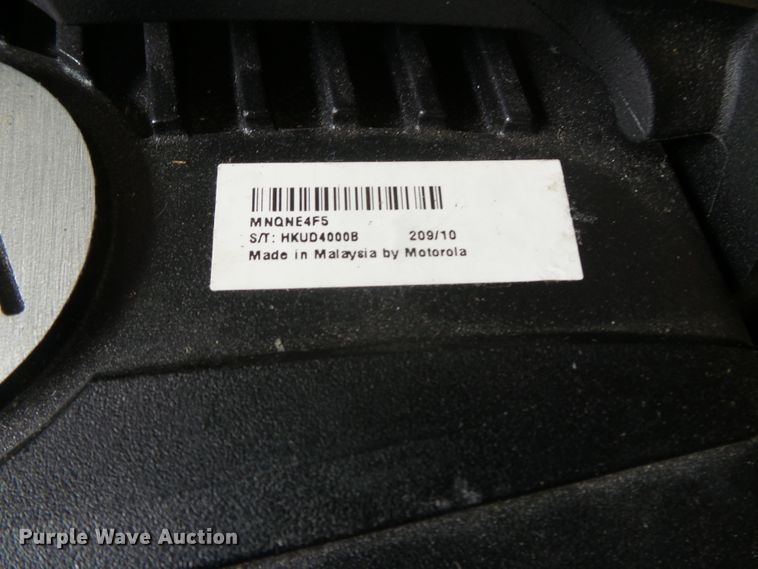 MNQNE4F5
S/T: HKUD4000B 209/10
Made in Malaysia by Motorola
Purple Wave Auction